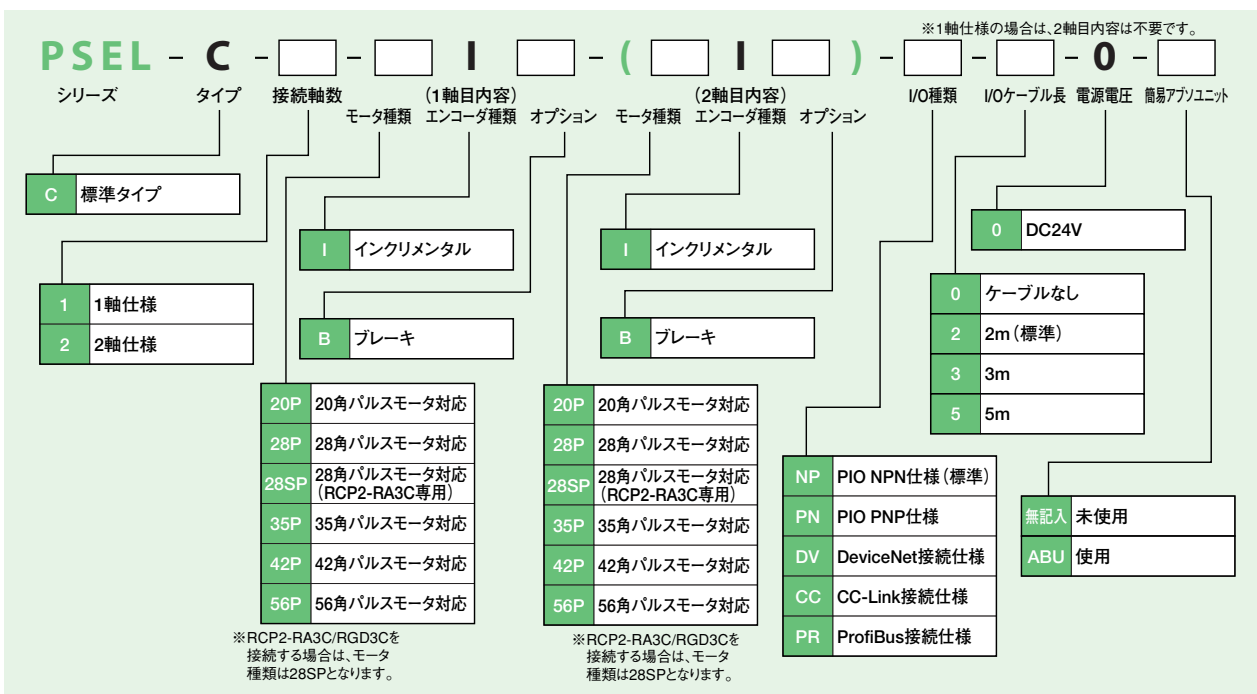 ※1軸仕様の場合は、2軸目内容は不要です。
PSEL - C - - I - ( I ) - - - 0 -
シリーズ タイプ 接続軸数 (1軸目内容) (2軸目内容) I/O種類 I/Oケーブル長 電源電圧 簡易アブソユニット
モータ種類 エンコーダ種類 オプション モータ種類 エンコーダ種類 オプション
C 標準タイプ
1 1軸仕様
2 2軸仕様
I インクリメンタル
B ブレーキ
20P 20角パルスモータ対応
28P 28角パルスモータ対応
28SP 28角パルスモータ対応
(RCP2-RA3C専用)
35P 35角パルスモータ対応
42P 42角パルスモータ対応
56P 56角パルスモータ対応
※RCP2-RA3C/RGD3Cを
接続する場合は、モータ
種類は28SPとなります。
I インクリメンタル
B ブレーキ
20P 20角パルスモータ対応
28P 28角パルスモータ対応
28SP 28角パルスモータ対応
(RCP2-RA3C専用)
35P 35角パルスモータ対応
42P 42角パルスモータ対応
56P 56角パルスモータ対応
※RCP2-RA3C/RGD3Cを
接続する場合は、モータ
種類は28SPとなります。
NP PIO NPN仕様(標準)
PN PIO PNP仕様
DV DeviceNet接続仕様
CC CC-Link接続仕様
PR ProfiBus接続仕様
0 ケーブルなし
2 2m(標準)
3 3m
5 5m
0 DC24V
無記入 未使用
ABU 使用